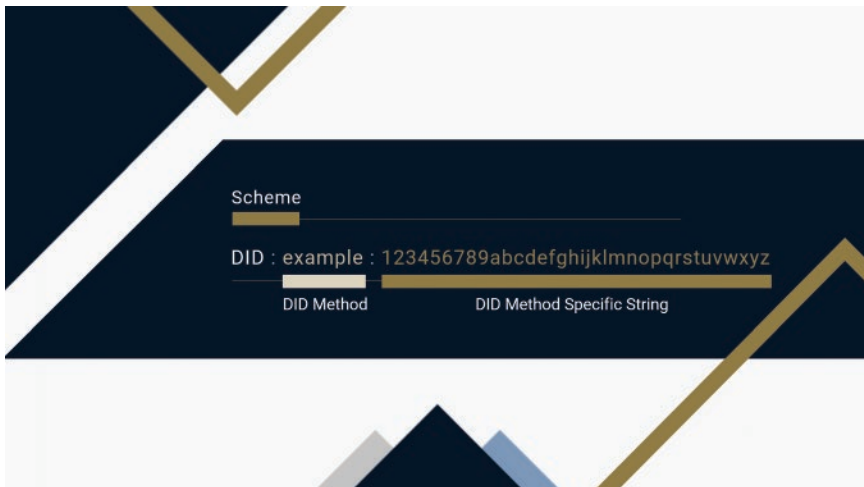 Scheme
DID : example : 123456789abcdefghijklmnopqrstuvwxyz
DID Method DID Method Specific String